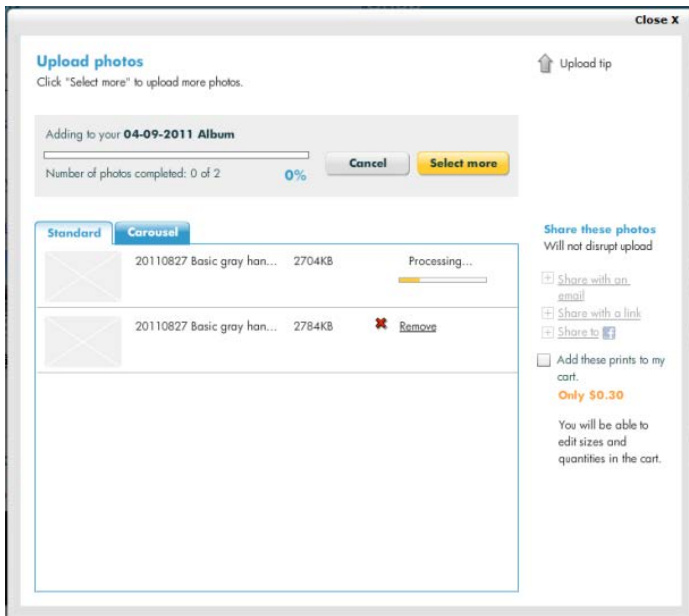 Close X
Upload photos
Click "Select more" to upload more photos.
Upload tip
Adding to your 04-09-2011 Album
Number of photos completed: 0 of 2
0%
Cancel
Select more
Standard
Carousel
20110827 Basic gray han...
2704KB
Processing...
20110827 Basic gray han...
2784KB
Remove
Share these photos
Will not disrupt upload
Share with an
email
Share with a link
Share to f
Add these prints to my
cart.
Only $0.30
You will be able to
edit sizes and
quantities in the cart.